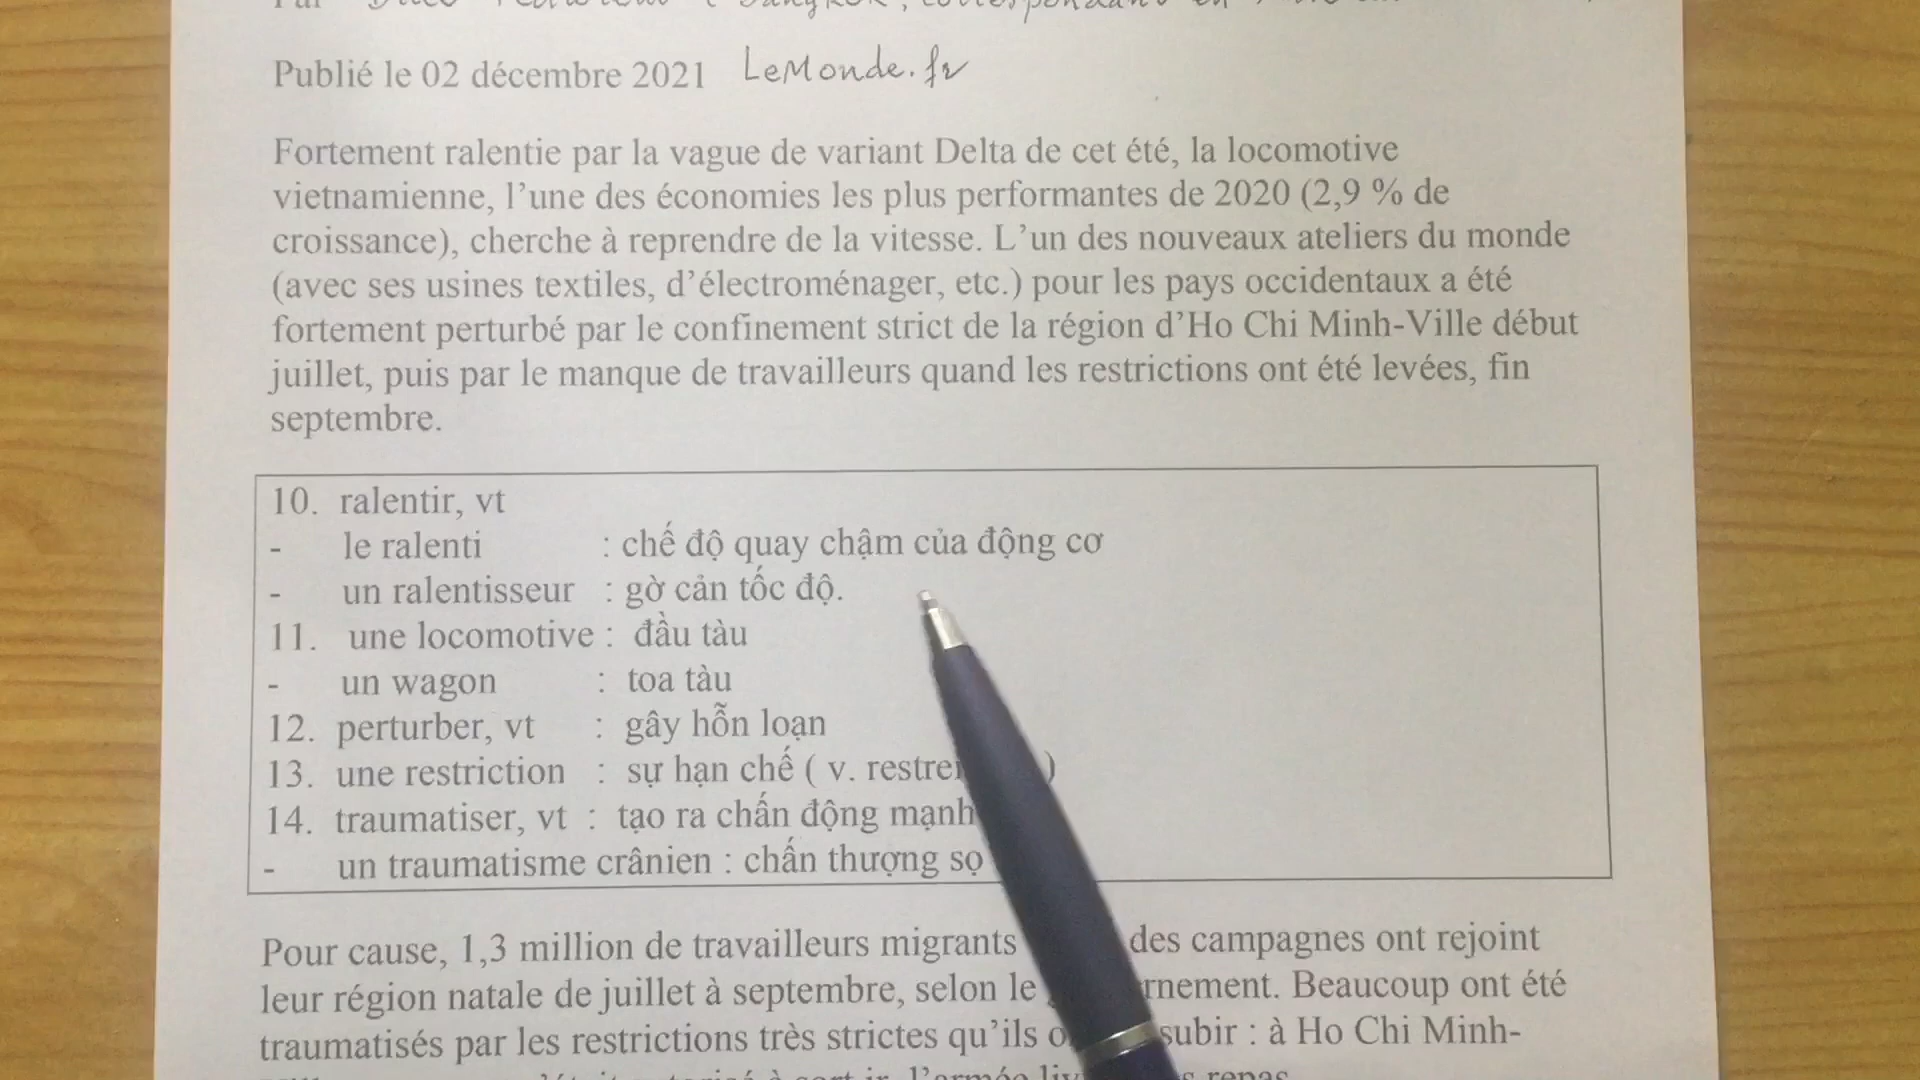 Publié le 02 décembre 2021 LeMonde.fr
Fortement ralentie par la vague de variant Delta de cet été, la locomotive
vietnamienne, l’une des économies les plus performantes de 2020 (2,9 % de
croissance), cherche à reprendre de la vitesse. L’un des nouveaux ateliers du monde
(avec ses usines textiles, d’électroménager, etc.) pour les pays occidentaux a été
fortement perturbé par le confinement strict de la région d’Ho Chi Minh-Ville début
juillet, puis par le manque de travailleurs quand les restrictions ont été levées, fin
septembre.
10. ralentir, vt
- le ralenti : chế độ quay chậm của động cơ
- un ralentisseur : gờ cản tốc độ.
11. une locomotive : đầu tàu
- un wagon : toa tàu
12. perturber, vt : gây hỗn loạn
13. une restriction : sự hạn chế ( v. )
14. traumatiser, vt : tạo ra chấn động mạnh
- un traumatisme crânien : chấn thượng sọ
Pour cause, 1,3 million de travailleurs migrants des campagnes ont rejoint
leur région natale de juillet à septembre, selon le Beaucoup ont été
traumatisés par les restrictions très strictes qu’ils subir : à Ho Chi Minh-